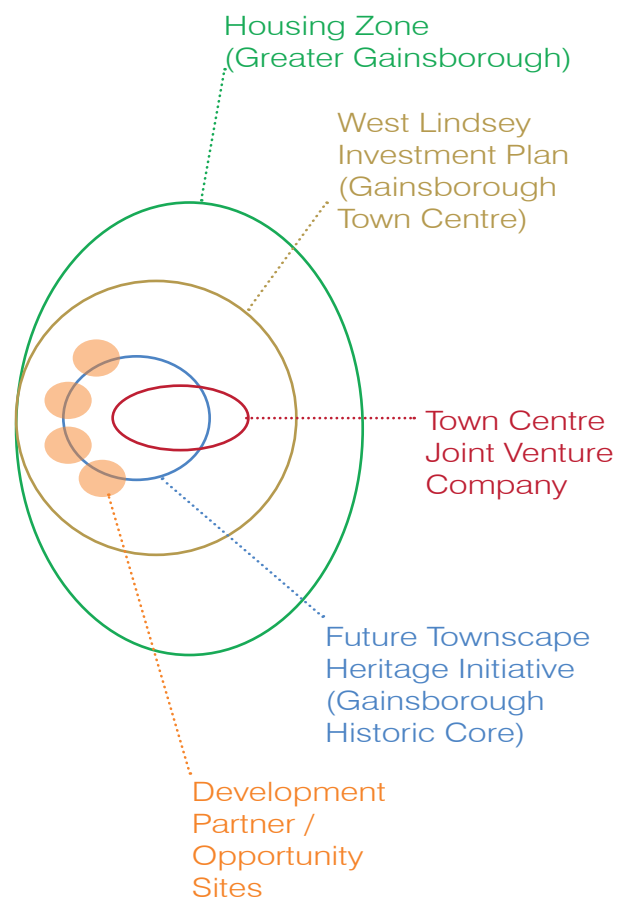 Housing Zone
(Greater Gainsborough)
West Lindsey
Investment Plan
(Gainsborough
Town Centre)
Town Centre
Joint Venture
Company
Future Townscape
Heritage Initiative
(Gainsborough
Historic Core)
Development
Partner /
Opportunity
Sites